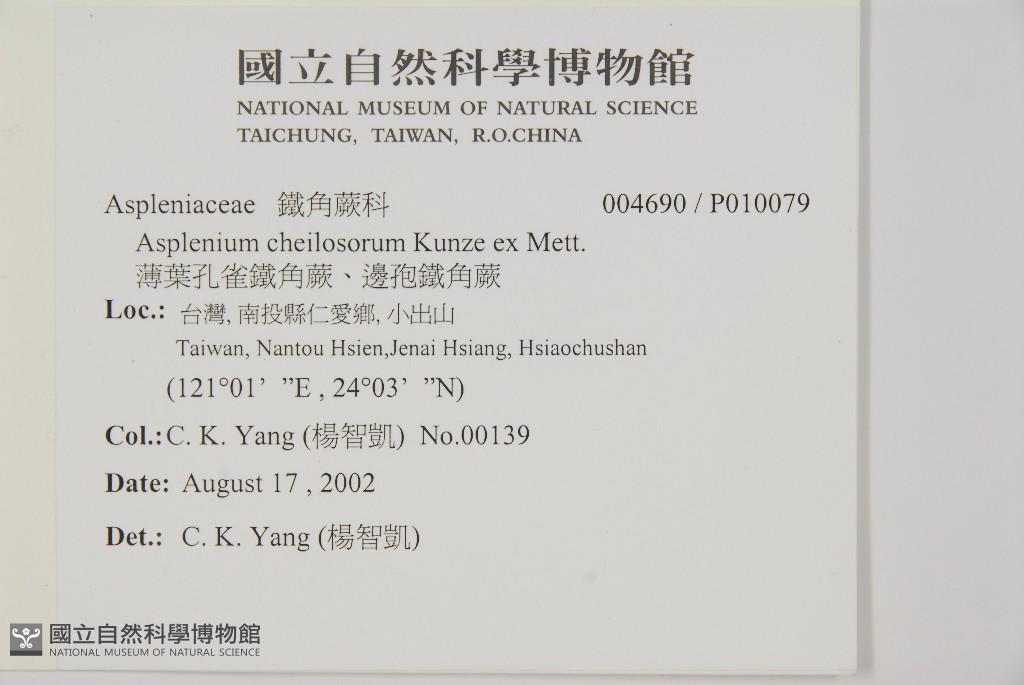 國立自然科學博物館
NATIONAL MUSEUM OF NATURAL SCIENCE
TAICHUNG, TAIWAN, R.O.CHINA
Aspleniaceae 鐵角蕨科 004690 / P010079
Asplenium cheilosorum Kunze ex Mett.
薄葉孔雀鐵角蕨、邊孢鐵角蕨
Loc.: 台灣, 南投縣仁愛鄉, 小出山
Taiwan, Nantou Hsien,Jenai Hsiang, Hsiaochushan
(121°01’ ”E , 24°03’ ”N)
Col.: C. K. Yang (楊智凱) No.00139
Date: August 17 , 2002
Det.: C. K. Yang (楊智凱)
國立自然科學博物館
NATIONAL MUSEUM OF NATURAL SCIENCE